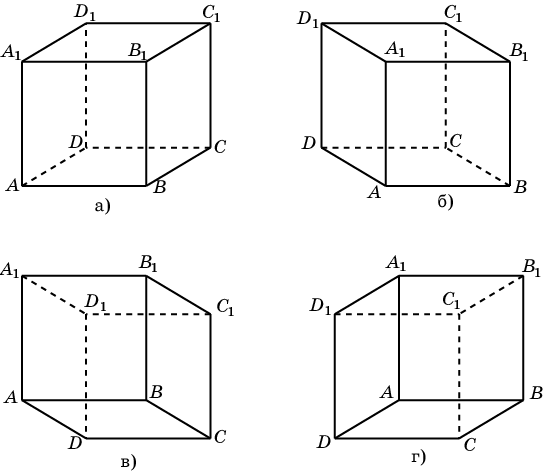 D₁ C₁ D₁ C₁
A₁ B₁ A₁ B₁
D C D C
A B A B
а) б)
A₁ B₁ A₁ B₁
D₁ C₁ D₁ C₁
A B A B
D C D C
в) г)